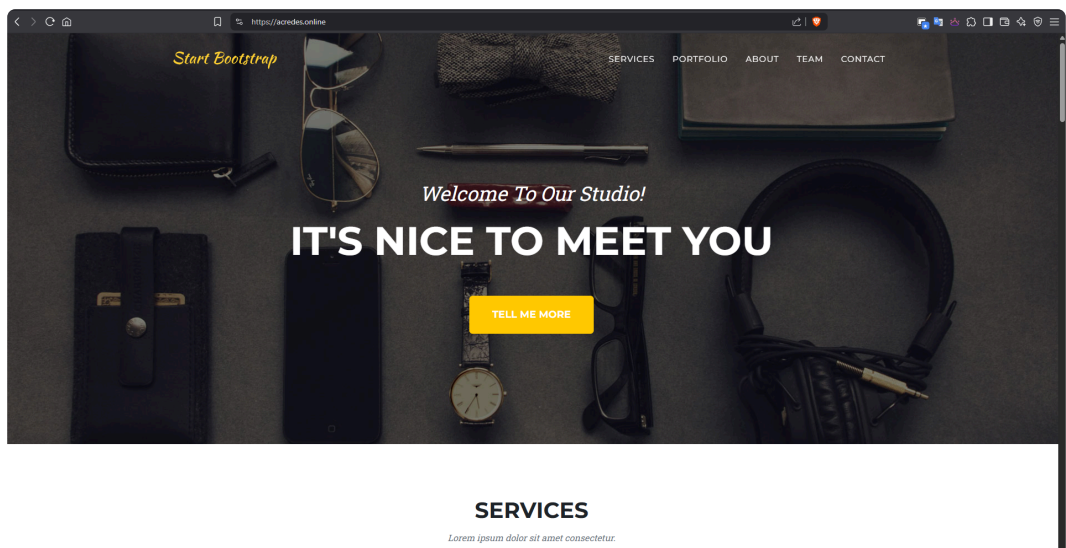 https://acredes.online
Start Bootstrap
SERVICES PORTFOLIO ABOUT TEAM CONTACT
Welcome To Our Studio!
IT'S NICE TO MEET YOU
TELL ME MORE
SERVICES
Lorem ipsum dolor sit amet consectetur.